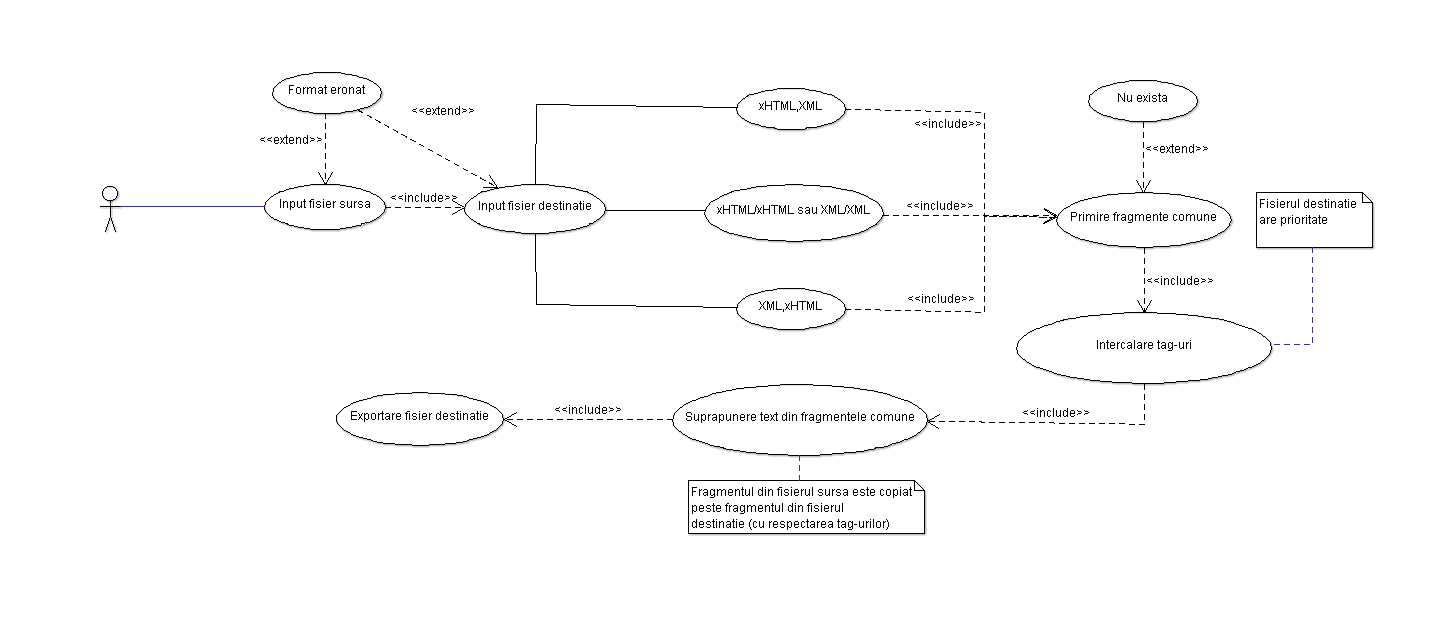 Format eronat
<<extend>>
<<extend>>
Input fisier sursa
<<include>>
Input fisier destinatie
xHTML,XML
<<include>>
xHTML/xHTML sau XML/XML
<<include>>
XML,xHTML
<<include>>
Nu exista
<<extend>>
Primire fragmente comune
Fisierul destinatie
are prioritate
<<include>>
Intercalare tag-uri
<<include>>
Suprapunere text din fragmentele comune
<<include>>
Exportare fisier destinatie
Fragmentul din fisierul sursa este copiat
peste fragmentul din fisierul
destinatie (cu respectarea tag-urilor)